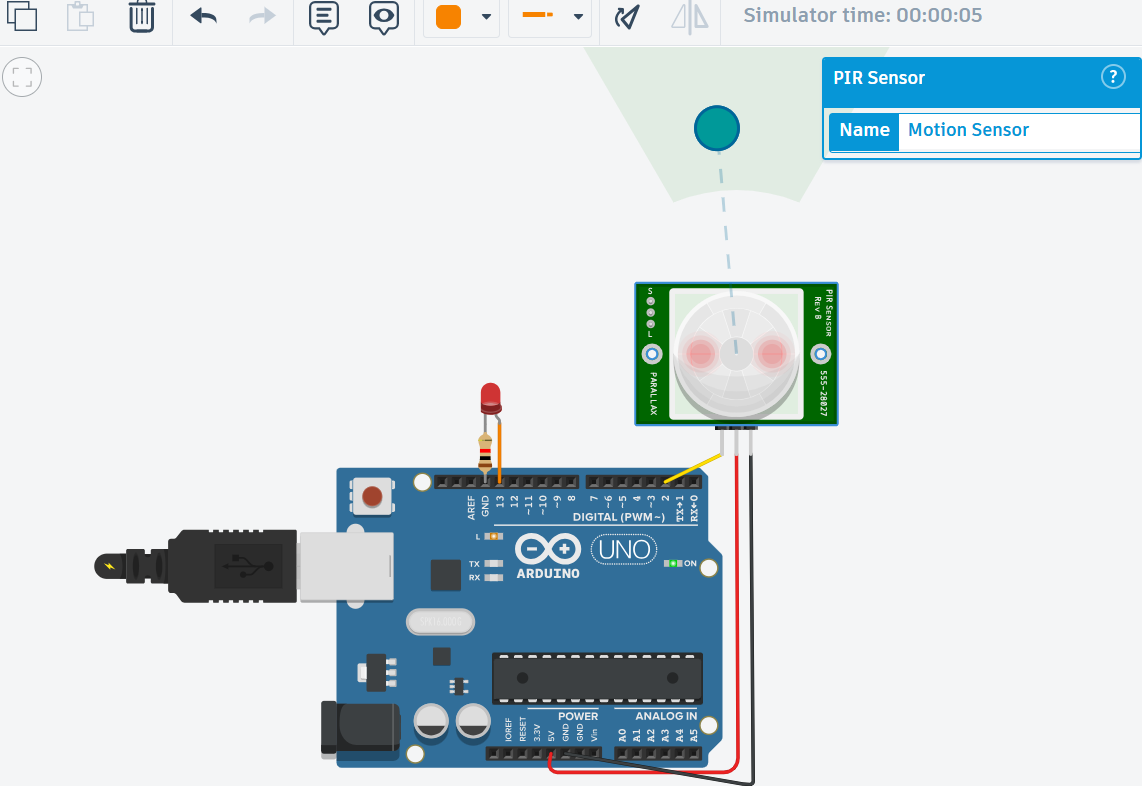 Simulator time: 00:00:05
PIR Sensor
?
Name
Motion Sensor
S
L
PIR SENSOR
REV B
PARALLAX
555-28027
AREF
GND
13
12
~11
~10
~9
8
7
~6
~5
4
~3
2
TX→1
RX←0
DIGITAL (PWM~)
L
TX
RX
ARDUINO
UNO
ON
POWER
ANALOG IN
IOREF
RESET
3.3V
5V
GND
GND
Vin
A0
A1
A2
A3
A4
A5